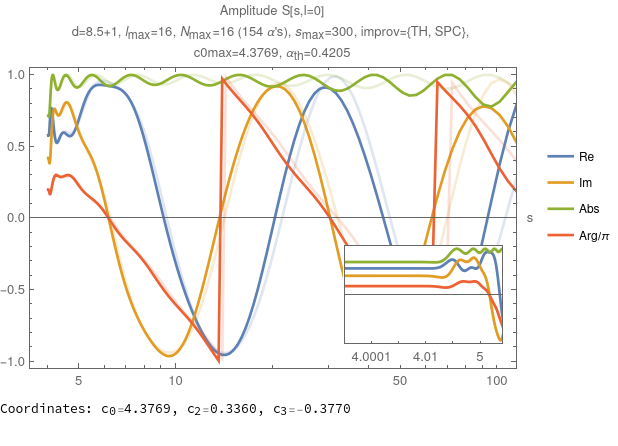 Amplitude S[s,l=0]
d=8.5+1, lmax=16, Nmax=16 (154 α's), smax=300, improv={TH, SPC},
c0max=4.3769, αth=0.4205
1.0
0.5
0.0
−0.5
−1.0
5
10
50
100
s
4.0001
4.01
5
Re
Im
Abs
Arg/π
Coordinates: c0=4.3769, c2=0.3360, c3=-0.3770